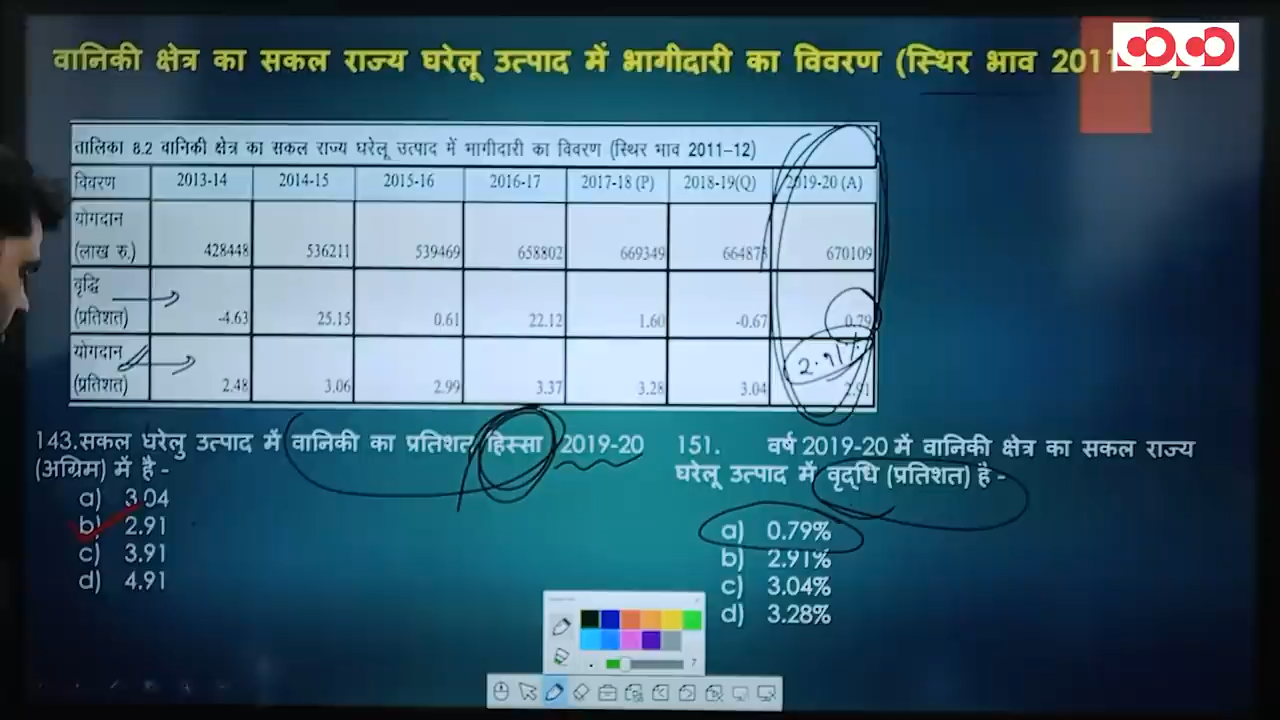 वानिकी क्षेत्र का सकल राज्य घरेलू उत्पाद में भागीदारी का विवरण (स्थिर भाव 2011
तालिका 8.2 वानिकी क्षेत्र का सकल राज्य घरेलू उत्पाद में भागीदारी का विवरण (स्थिर भाव 2011–12)
विवरण 2013-14 2014-15 2015-16 2016-17 2017-18 (P) 2018-19(Q) 2019-20 (A)
योगदान
(लाख रु.) 428448 536211 539469 658802 669349 664873 670109
वृद्धि
(प्रतिशत) -4.63 25.15 0.61 22.12 1.60 -0.67 0.79
योगदान 2.91%
(प्रतिशत) 2.48 3.06 2.99 3.37 3.28 3.04 2.91
143.सकल घरेलु उत्पाद में वानिकी का प्रतिशत हिस्सा 2019-20
(अग्रिम) में है -
a) 3.04
b) 2.91
c) 3.91
d) 4.91
151. वर्ष 2019-20 में वानिकी क्षेत्र का सकल राज्य
घरेलू उत्पाद में वृद्धि (प्रतिशत) है -
a) 0.79%
b) 2.91%
c) 3.04%
d) 3.28%
7